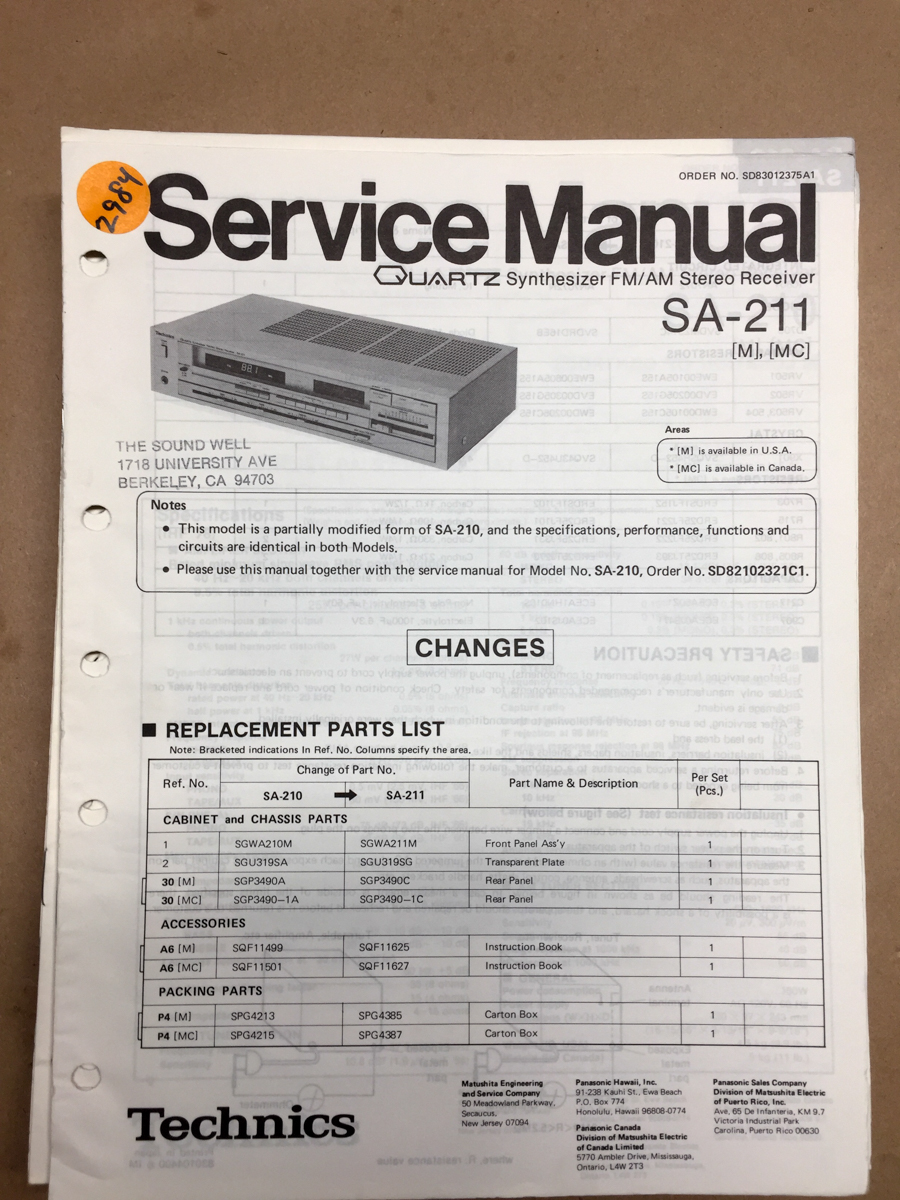 2984
ORDER NO. SD83012375A1
Service Manual
QUARTZ Synthesizer FM/AM Stereo Receiver
SA-211
[M], [MC]
Technics
88.1
Areas
* [M] is available in U.S.A.
* [MC] is available in Canada.
THE SOUND WELL
1718 UNIVERSITY AVE
BERKELEY, CA 94703
Notes
● This model is a partially modified form of SA-210, and the specifications, performance, functions and
circuits are identical in both Models.
● Please use this manual together with the service manual for Model No. SA-210, Order No. SD82102321C1.
CHANGES
■ REPLACEMENT PARTS LIST
Note: Bracketed indications In Ref. No. Columns specify the area.
Ref. No. Change of Part No. Part Name & Description Per Set (Pcs.)
SA-210 → SA-211
CABINET and CHASSIS PARTS
1 SGWA210M SGWA211M Front Panel Ass'y 1
2 SGU319SA SGU319SG Transparent Plate 1
30 [M] SGP3490A SGP3490C Rear Panel 1
30 [MC] SGP3490-1A SGP3490-1C Rear Panel 1
ACCESSORIES
A6 [M] SQF11499 SQF11625 Instruction Book 1
A6 [MC] SQF11501 SQF11627 Instruction Book 1
PACKING PARTS
P4 [M] SPG4213 SPG4385 Carton Box 1
P4 [MC] SPG4215 SPG4387 Carton Box 1
Technics
Matushita Engineering
and Service Company
50 Meadowland Parkway,
Secaucus,
New Jersey 07094
Panasonic Hawaii, Inc.
91-238 Kauhi St., Ewa Beach
P.O. Box 774
Honolulu, Hawaii 96808-0774
Panasonic Canada
Division of Matsushita Electric
of Canada Limited
5770 Ambler Drive, Mississauga,
Ontario, L4W 2T3
Panasonic Sales Company
Division of Matsushita Electric
of Puerto Rico, Inc.
Ave, 65 De Infanteria, KM 9.7
Victoria Industrial Park
Carolina, Puerto Rico 00630